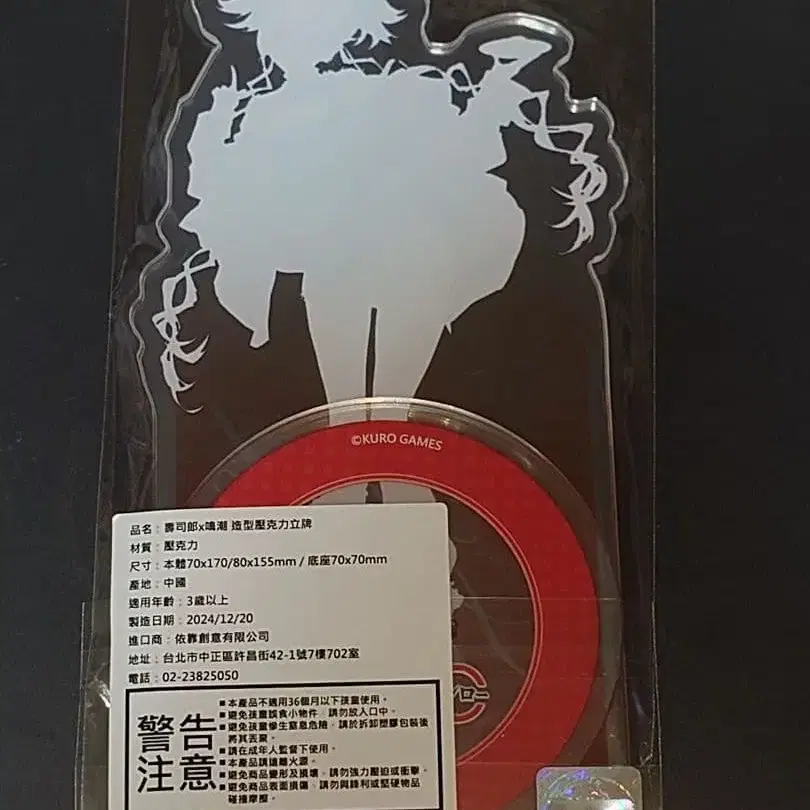 ©KURO GAMES
品名：壽司郎x鳴潮 造型壓克力立牌
材質：壓克力
尺寸：本體70x170/80x155mm / 底座70x70mm
產地：中國
適用年齡：3歲以上
製造日期：2024/12/20
進口商：依靠創意有限公司
地址：台北市中正區許昌街42-1號7樓702室
電話：02-23825050
警告
注意
■本產品不適用36個月以下孩童使用。
■避免孩童誤食小物件，請勿放入口中。
■避免孩童慘生窒息危險，請於拆卸塑膠包裝後
將其丟棄。
■請在成年人監督下使用。
■本產品請遠離火源。
■避免商品變形及損壞，請勿強力壓迫或衝擊。
■避免商品表面損傷，請勿與鋒利或堅硬物品
碰撞摩擦。
ロー